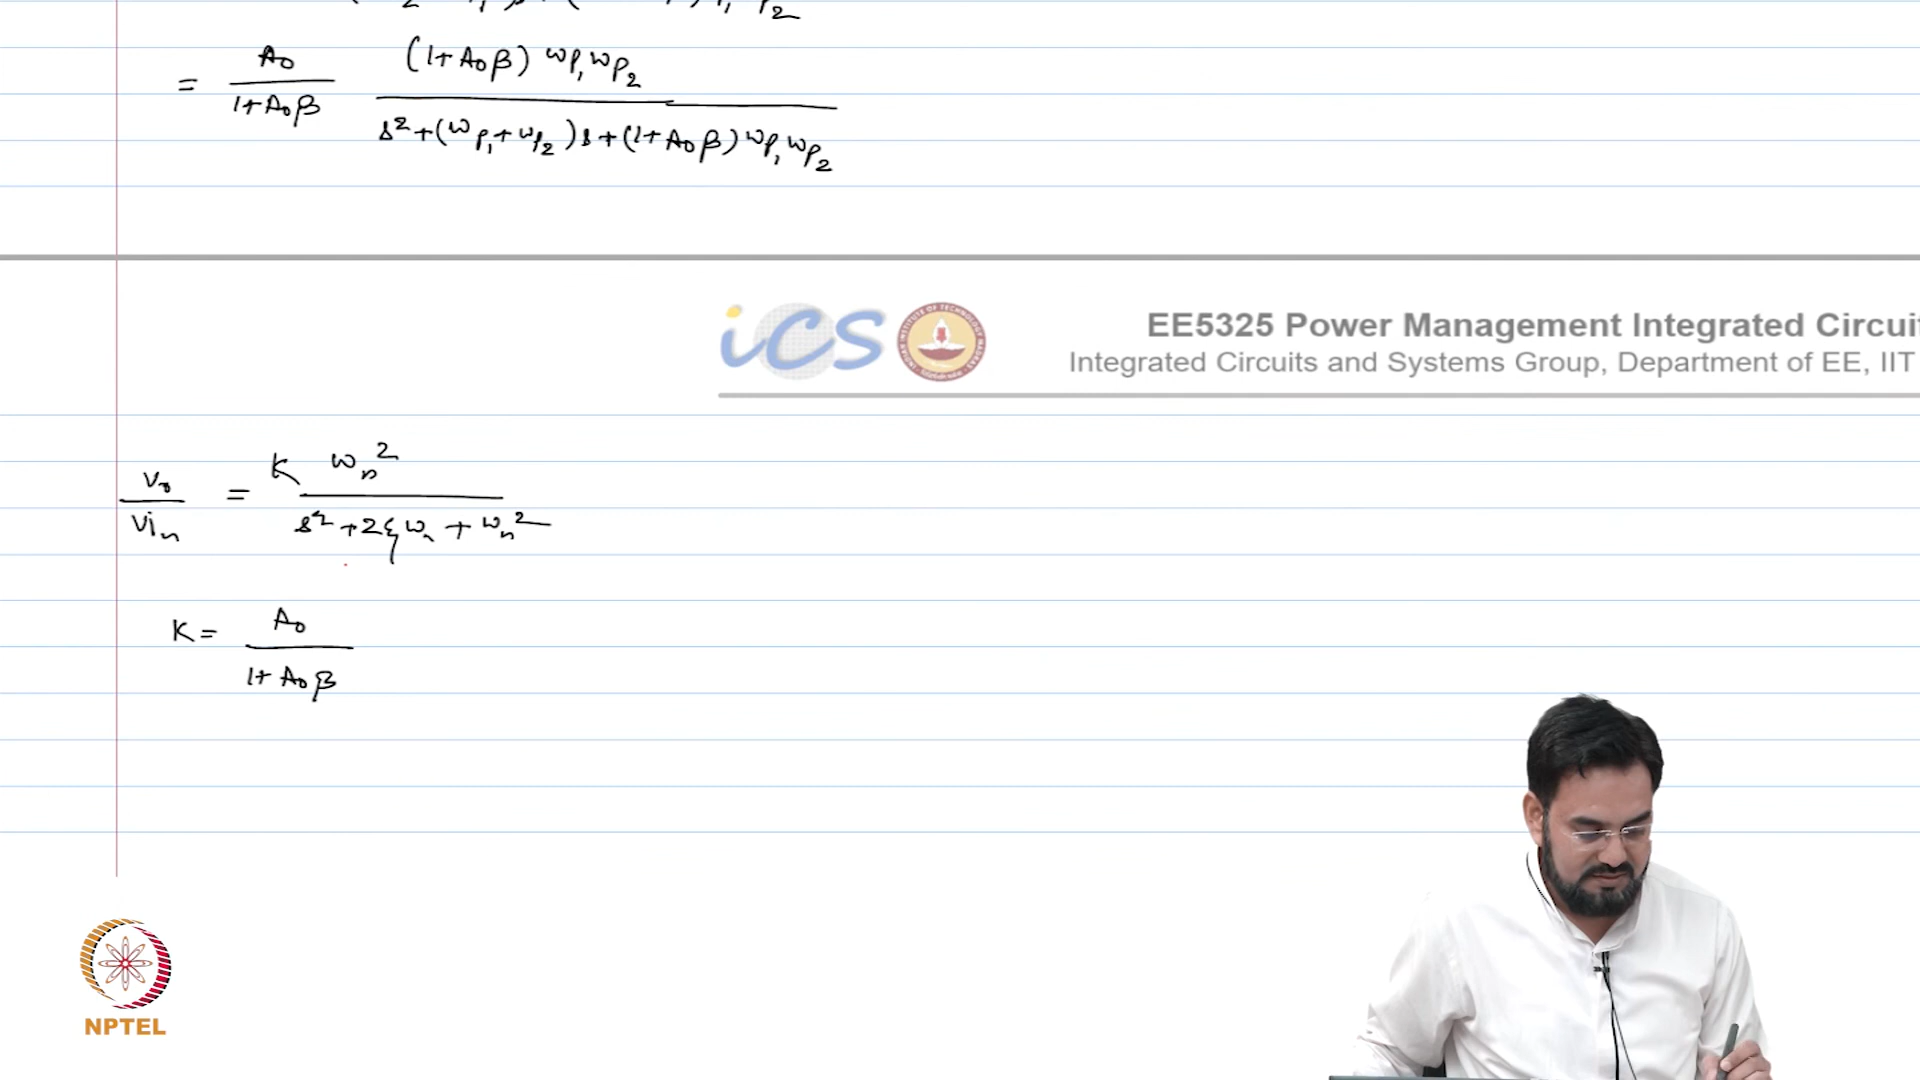 = A₀ / (1+A₀β) (1+A₀β) ωp₁ωp₂ / (s²+(ωp₁+ωp₂)s+(1+A₀β)ωp₁ωp₂)
ics
EE5325 Power Management Integrated Circui
Integrated Circuits and Systems Group, Department of EE, IIT
v₀ / vin = K ωn² / (s²+2ξωn+ωn²)
K = A₀ / (1+A₀β)
NPTEL